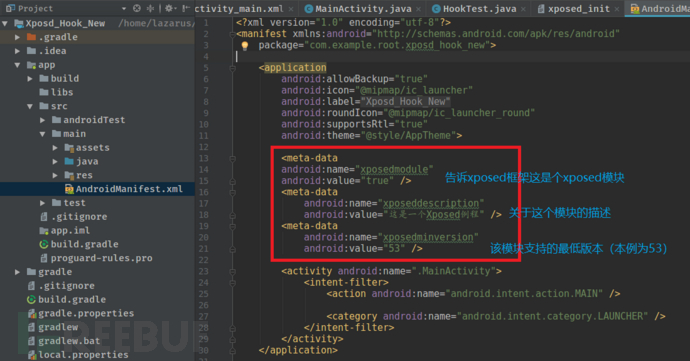 Project
ctivity_main.xml
MainActivity.java
HookTest.java
xposed_init
AndroidMan
Xposd_Hook_New /home/lazarus/
.gradle
.idea
app
build
libs
src
androidTest
main
assets
java
res
AndroidManifest.xml
test
.gitignore
app.iml
build.gradle
proguard-rules.pro
gradle
.gitignore
build.gradle
gradle.properties
gradlew
gradlew.bat
local.properties
1 <?xml version="1.0" encoding="utf-8"?>
2 <manifest xmlns:android="http://schemas.android.com/apk/res/android"
3 package="com.example.root.xposd_hook_new">
4
5 <application
6 android:allowBackup="true"
7 android:icon="@mipmap/ic_launcher"
8 android:label="Xposd_Hook_New"
9 android:roundIcon="@mipmap/ic_launcher_round"
10 android:supportsRtl="true"
11 android:theme="@style/AppTheme">
12
13 <meta-data
14 android:name="xposedmodule"
15 android:value="true" />
告诉xposed框架这是个xposed模块
16 <meta-data
17 android:name="xposeddescription"
18 android:value="这是一个Xposed例程" />
关于这个模块的描述
19 <meta-data
20 android:name="xposedminversion"
21 android:value="53" />
该模块支持的最低版本（本例为53）
22
23 <activity android:name=".MainActivity">
24 <intent-filter>
25 <action android:name="android.intent.action.MAIN" />
26
27 <category android:name="android.intent.category.LAUNCHER" />
28 </intent-filter>
29 </activity>
30 </application>
REEBU